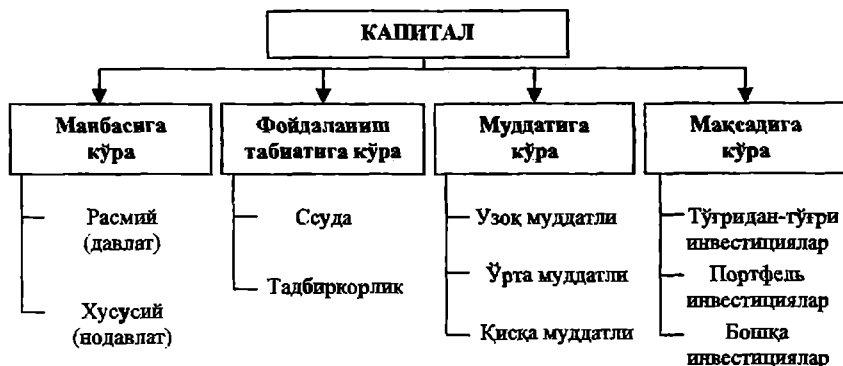 КАПИТАЛ
Манбасига
кўра
Расмий
(давлат)
Хусусий
(нодавлат)
Фойдаланиш
табиатига кўра
Ссуда
Тадбиркорлик
Муддатига
кўра
Узоқ муддатли
Ўрта муддатли
Қисқа муддатли
Мақсадига
кўра
Тўғридан-тўғри
инвестициялар
Портфель
инвестициялар
Бошқа
инвестициялар